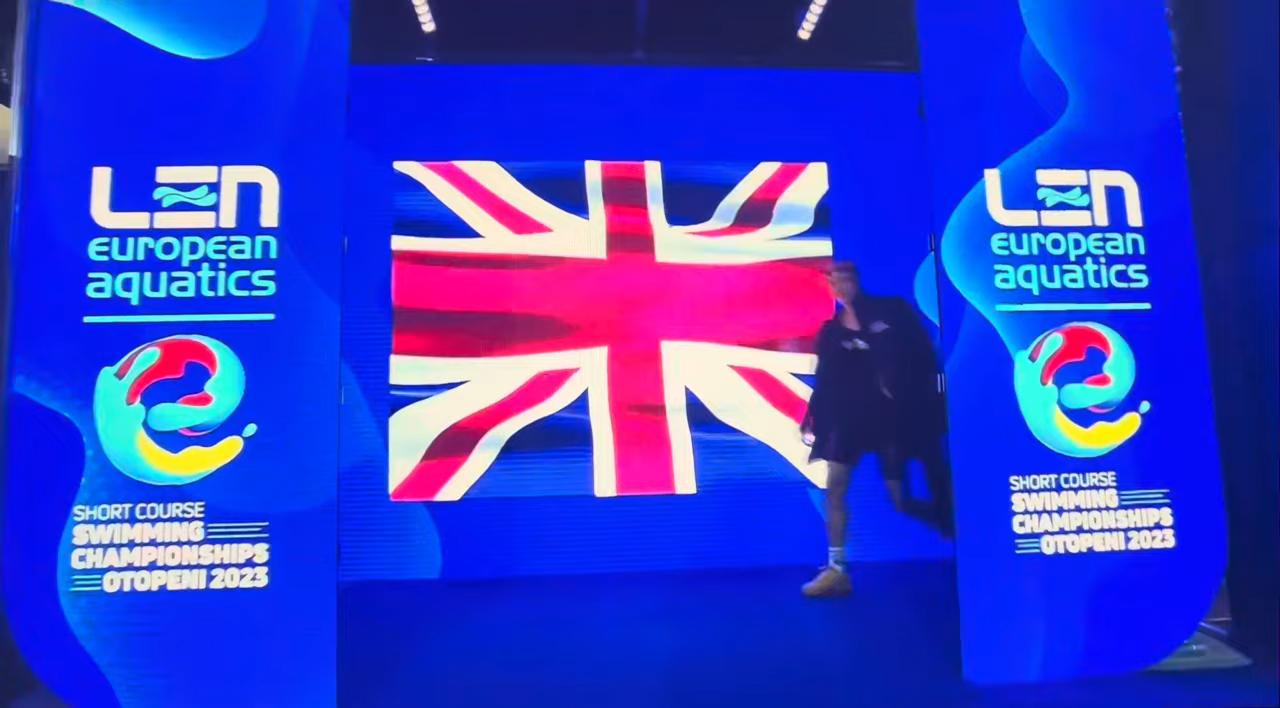 LEN
european
aquatics
SHORT COURSE
SWIMMING
CHAMPIONSHIPS
OTOPENI 2023
LEN
european
aquatics
SHORT COURSE
SWIMMING
CHAMPIONSHIPS
OTOPENI 2023